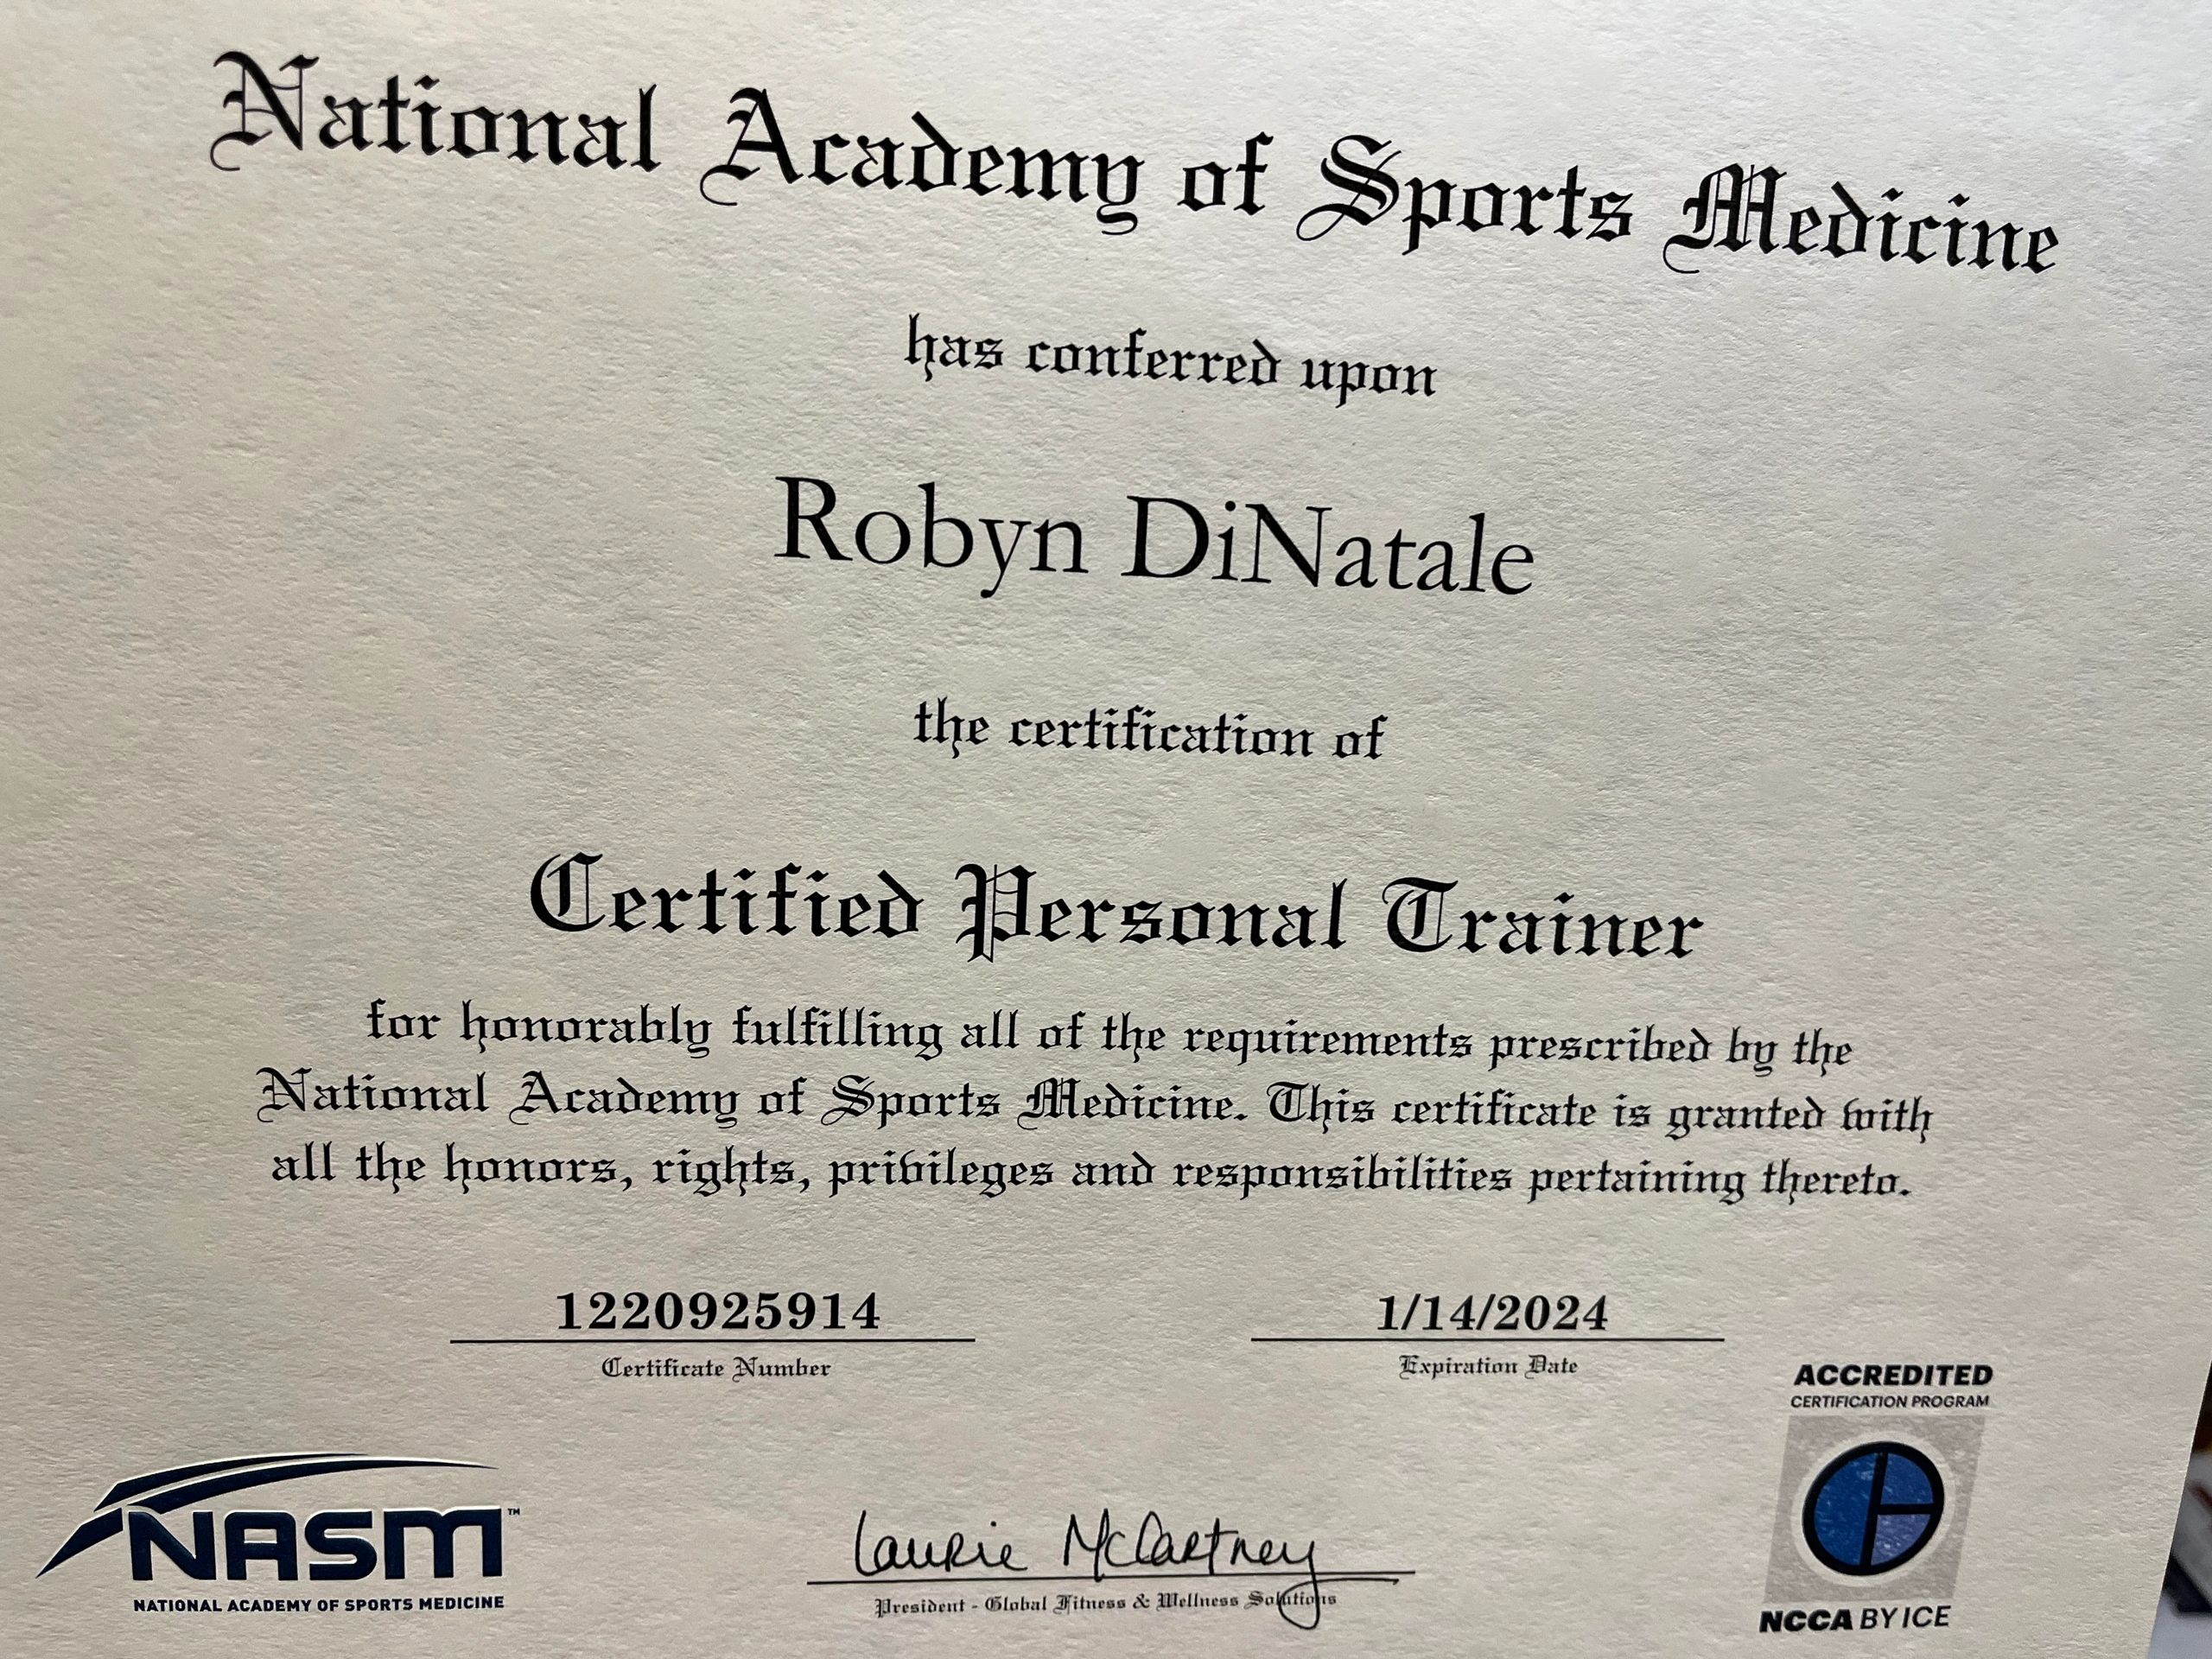 National Academy of Sports Medicine
has conferred upon
Robyn DiNatale
the certification of
Certified Personal Trainer
for honorably fulfilling all of the requirements prescribed by the
National Academy of Sports Medicine. This certificate is granted with
all the honors, rights, privileges and responsibilities pertaining thereto.
1220925914
Certificate Number
1/14/2024
Expiration Date
ACCREDITED
CERTIFICATION PROGRAM
NASM™
NATIONAL ACADEMY OF SPORTS MEDICINE
Laurie McCartney
President - Global Fitness & Wellness Solutions
NCCA BY ICE